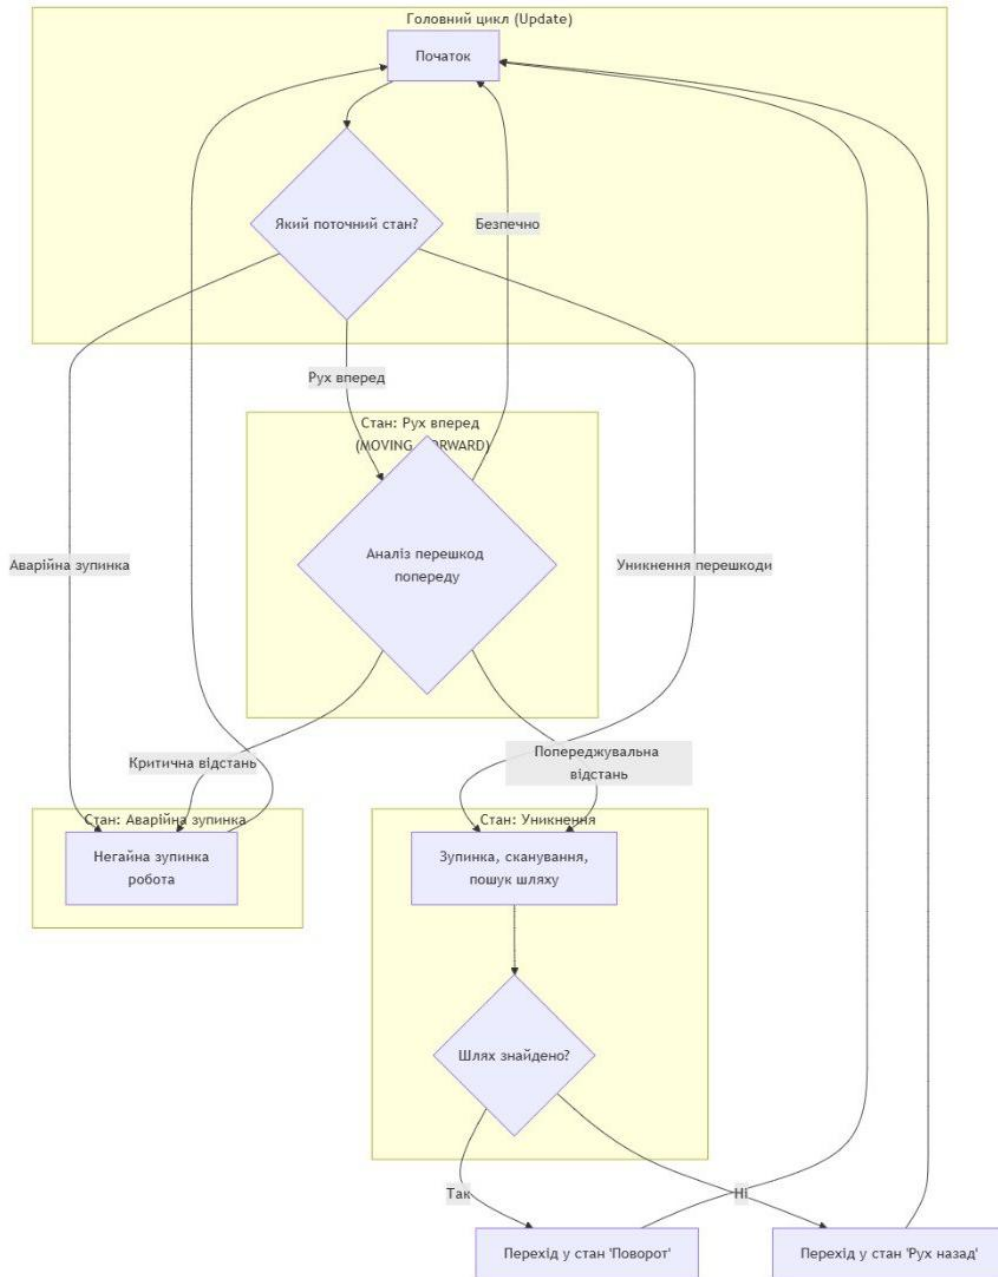 Головний цикл (Update)
Початок
Який поточний стан?
Безпечно
Рух вперед
Стан: Рух вперед
(MOVING_FORWARD)
Аналіз перешкод
попереду
Аварійна зупинка
Уникнення перешкоди
Критична відстань
Попереджувальна
відстань
Стан: Аварійна зупинка
Негайна зупинка
робота
Стан: Уникнення
Зупинка, сканування,
пошук шляху
Шлях знайдено?
Так
Ні
Перехід у стан 'Поворот'
Перехід у стан 'Рух назад'